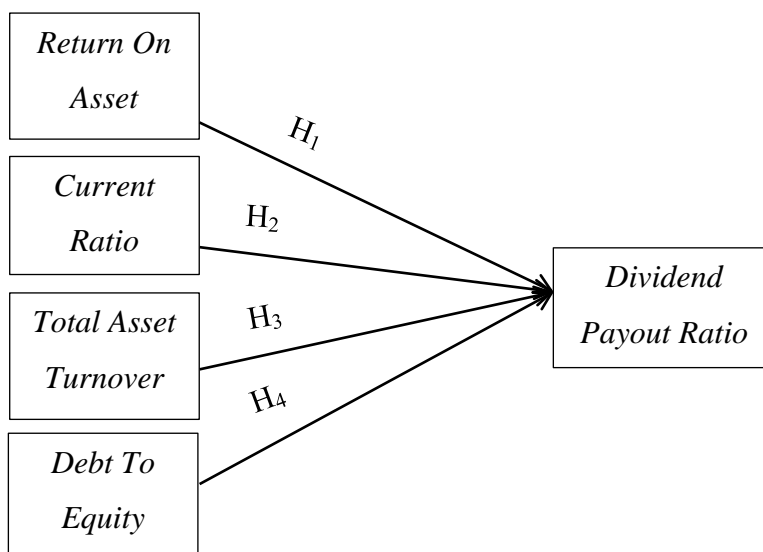 Return On
Asset
H₁
Current
Ratio
H₂
Total Asset
Turnover
H₃
Debt To
Equity
H₄
Dividend
Payout Ratio